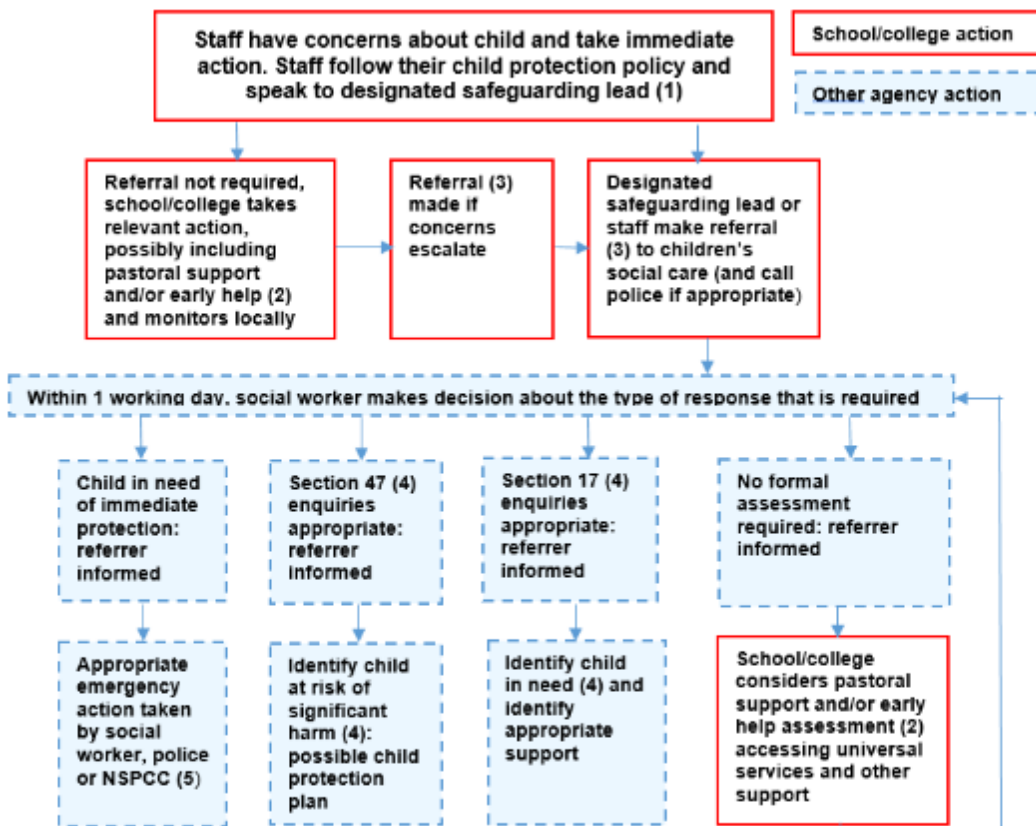 Staff have concerns about child and take immediate
action. Staff follow their child protection policy and
speak to designated safeguarding lead (1)
School/college action
Other agency action
Referral not required,
school/college takes
relevant action,
possibly including
pastoral support
and/or early help (2)
and monitors locally
Referral (3)
made if
concerns
escalate
Designated
safeguarding lead or
staff make referral
(3) to children's
social care (and call
police if appropriate)
Within 1 working day, social worker makes decision about the type of response that is required
Child in need
of immediate
protection:
referrer
informed
Section 47 (4)
enquiries
appropriate:
referrer
informed
Section 17 (4)
enquiries
appropriate:
referrer
informed
No formal
assessment
required: referrer
informed
Appropriate
emergency
action taken
by social
worker, police
or NSPCC (5)
Identify child
at risk of
significant
harm (4):
possible child
protection
plan
Identify child
in need (4) and
identify
appropriate
support
School/college
considers pastoral
support and/or early
help assessment (2)
accessing universal
services and other
support